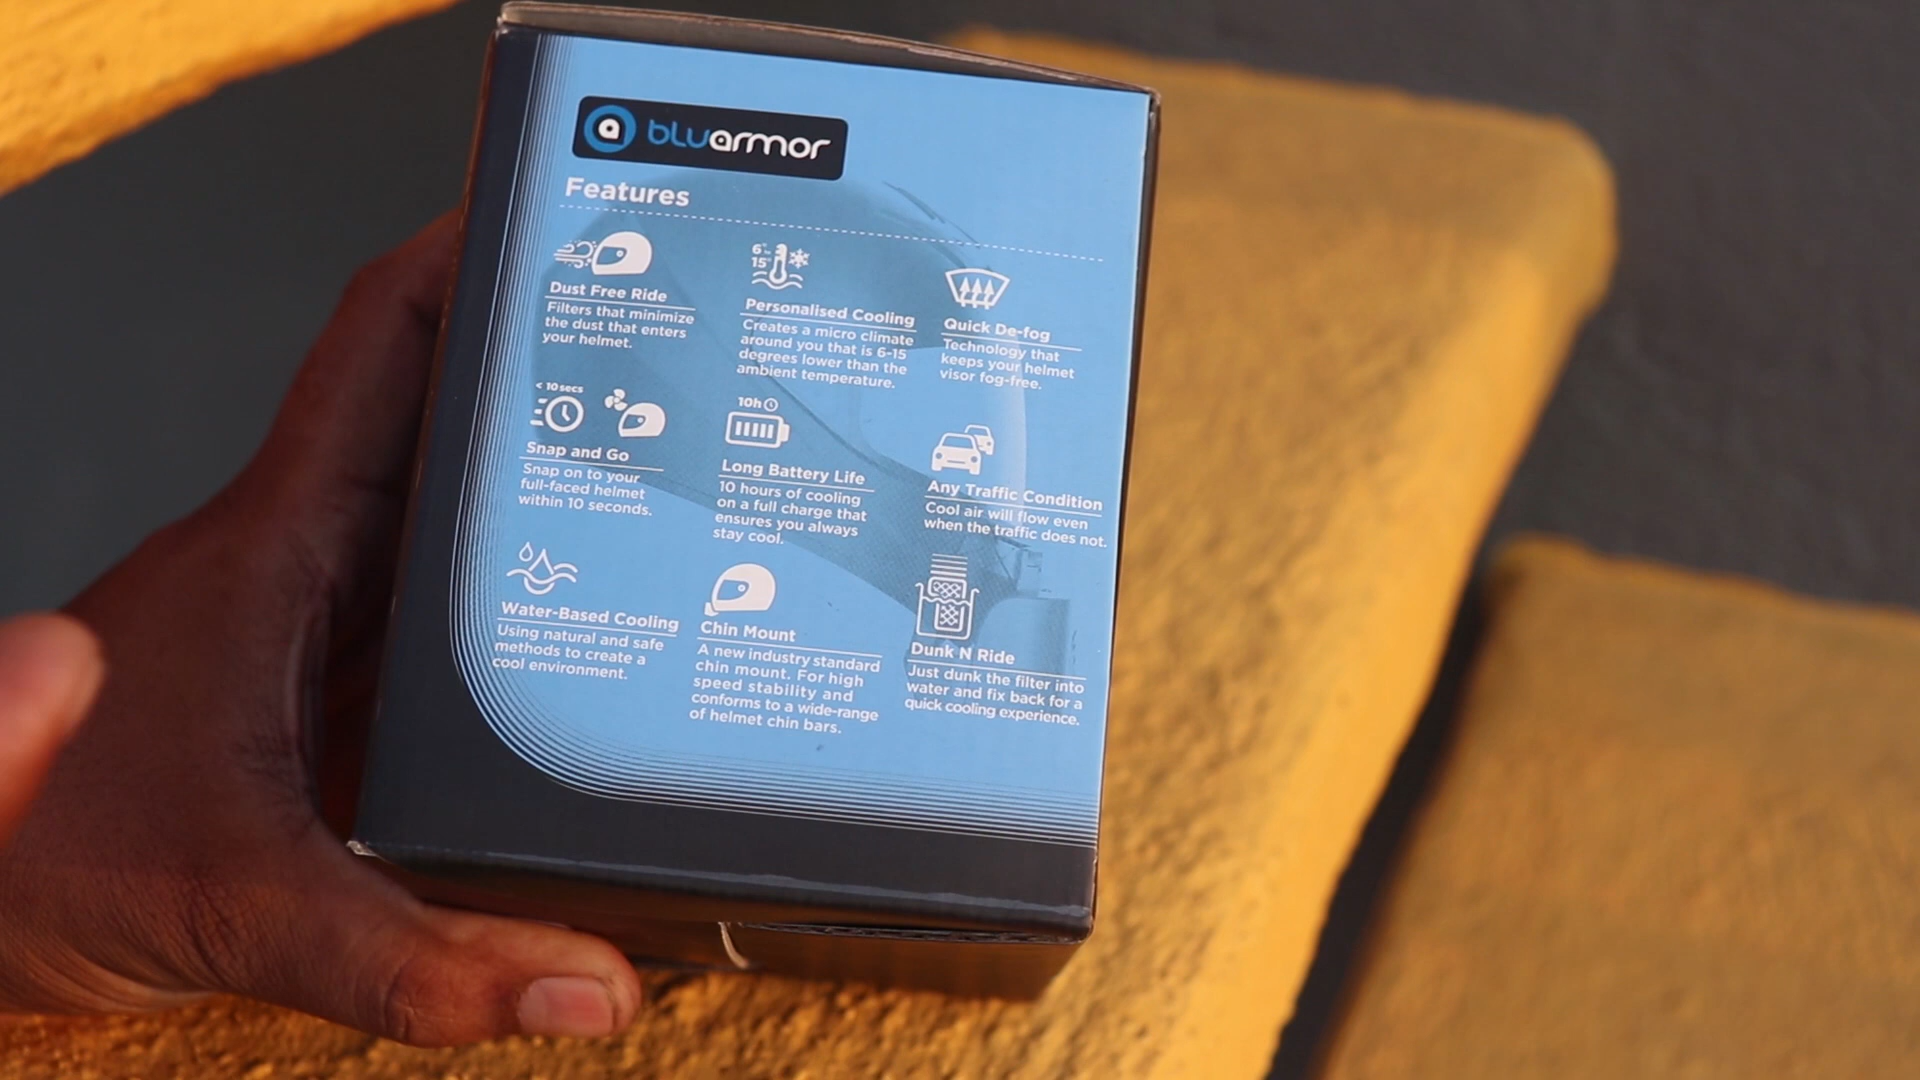 bluarmor
Features
Dust Free Ride
Filters that minimize
the dust that enters
your helmet.
6°-
15°
Personalised Cooling
Creates a micro climate
around you that is 6-15
degrees lower than the
ambient temperature.
Quick De-fog
Technology that
keeps your helmet
visor fog-free.
< 10secs
Snap and Go
Snap on to your
full-faced helmet
within 10 seconds.
10h
Long Battery Life
10 hours of cooling
on a full charge that
ensures you always
stay cool.
Any Traffic Condition
Cool air will flow even
when the traffic does not.
Water-Based Cooling
Using natural and safe
methods to create a
cool environment.
Chin Mount
A new industry standard
chin mount. For high
speed stability and
conforms to a wide-range
of helmet chin bars.
Dunk N Ride
Just dunk the filter into
water and fix back for a
quick cooling experience.